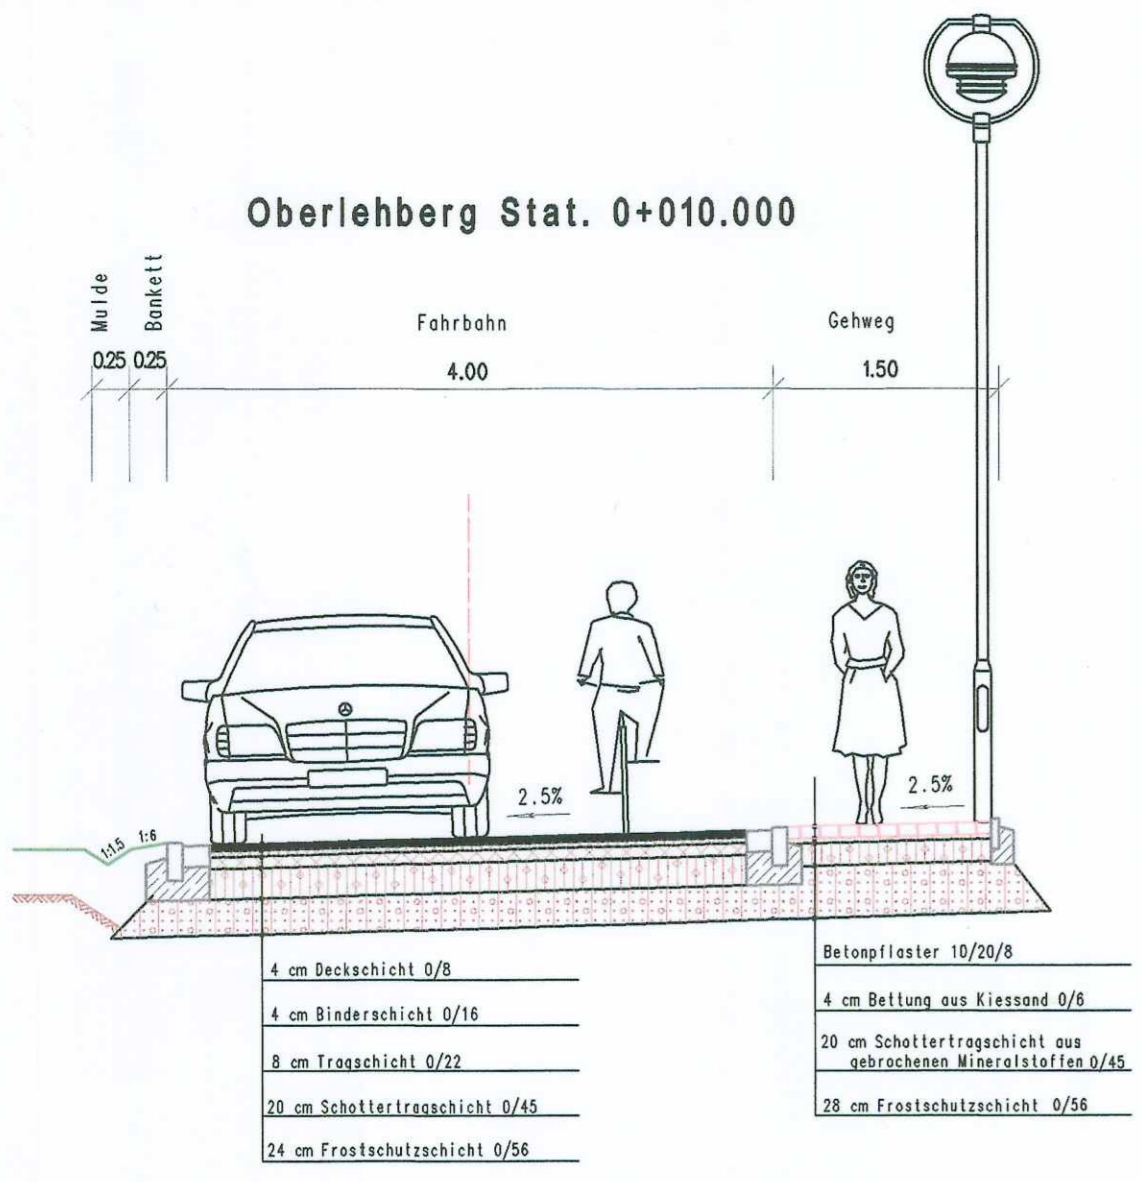 Oberlehberg Stat. 0+010.000
Mulde
Bankett
Fahrbahn
Gehweg
0.25 0.25
4.00
1.50
2.5%
2.5%
1:1.5
1:6
4 cm Deckschicht 0/8
4 cm Binderschicht 0/16
8 cm Tragschicht 0/22
20 cm Schottertragschicht 0/45
24 cm Frostschutzschicht 0/56
Betonpflaster 10/20/8
4 cm Bettung aus Kiessand 0/6
20 cm Schottertragschicht aus
gebrochenen Mineralstoffen 0/45
28 cm Frostschutzschicht 0/56